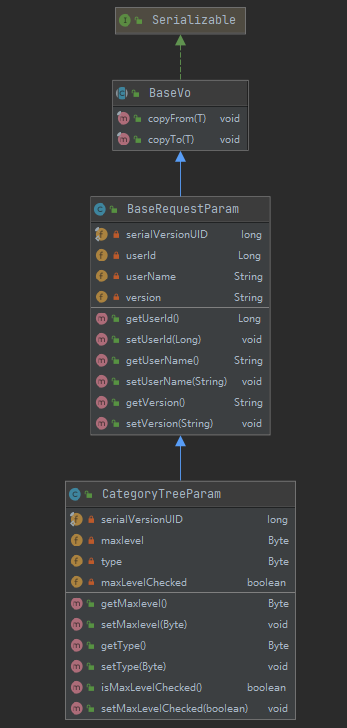 I Serializable
C BaseVo
m copyFrom(T) void
m copyTo(T) void
C BaseRequestParam
f serialVersionUID long
f userId Long
f userName String
f version String
m getUserId() Long
m setUserId(Long) void
m getUserName() String
m setUserName(String) void
m getVersion() String
m setVersion(String) void
C CategoryTreeParam
f serialVersionUID long
f maxlevel Byte
f type Byte
f maxLevelChecked boolean
m getMaxlevel() Byte
m setMaxlevel(Byte) void
m getType() Byte
m setType(Byte) void
m isMaxLevelChecked() boolean
m setMaxLevelChecked(boolean) void